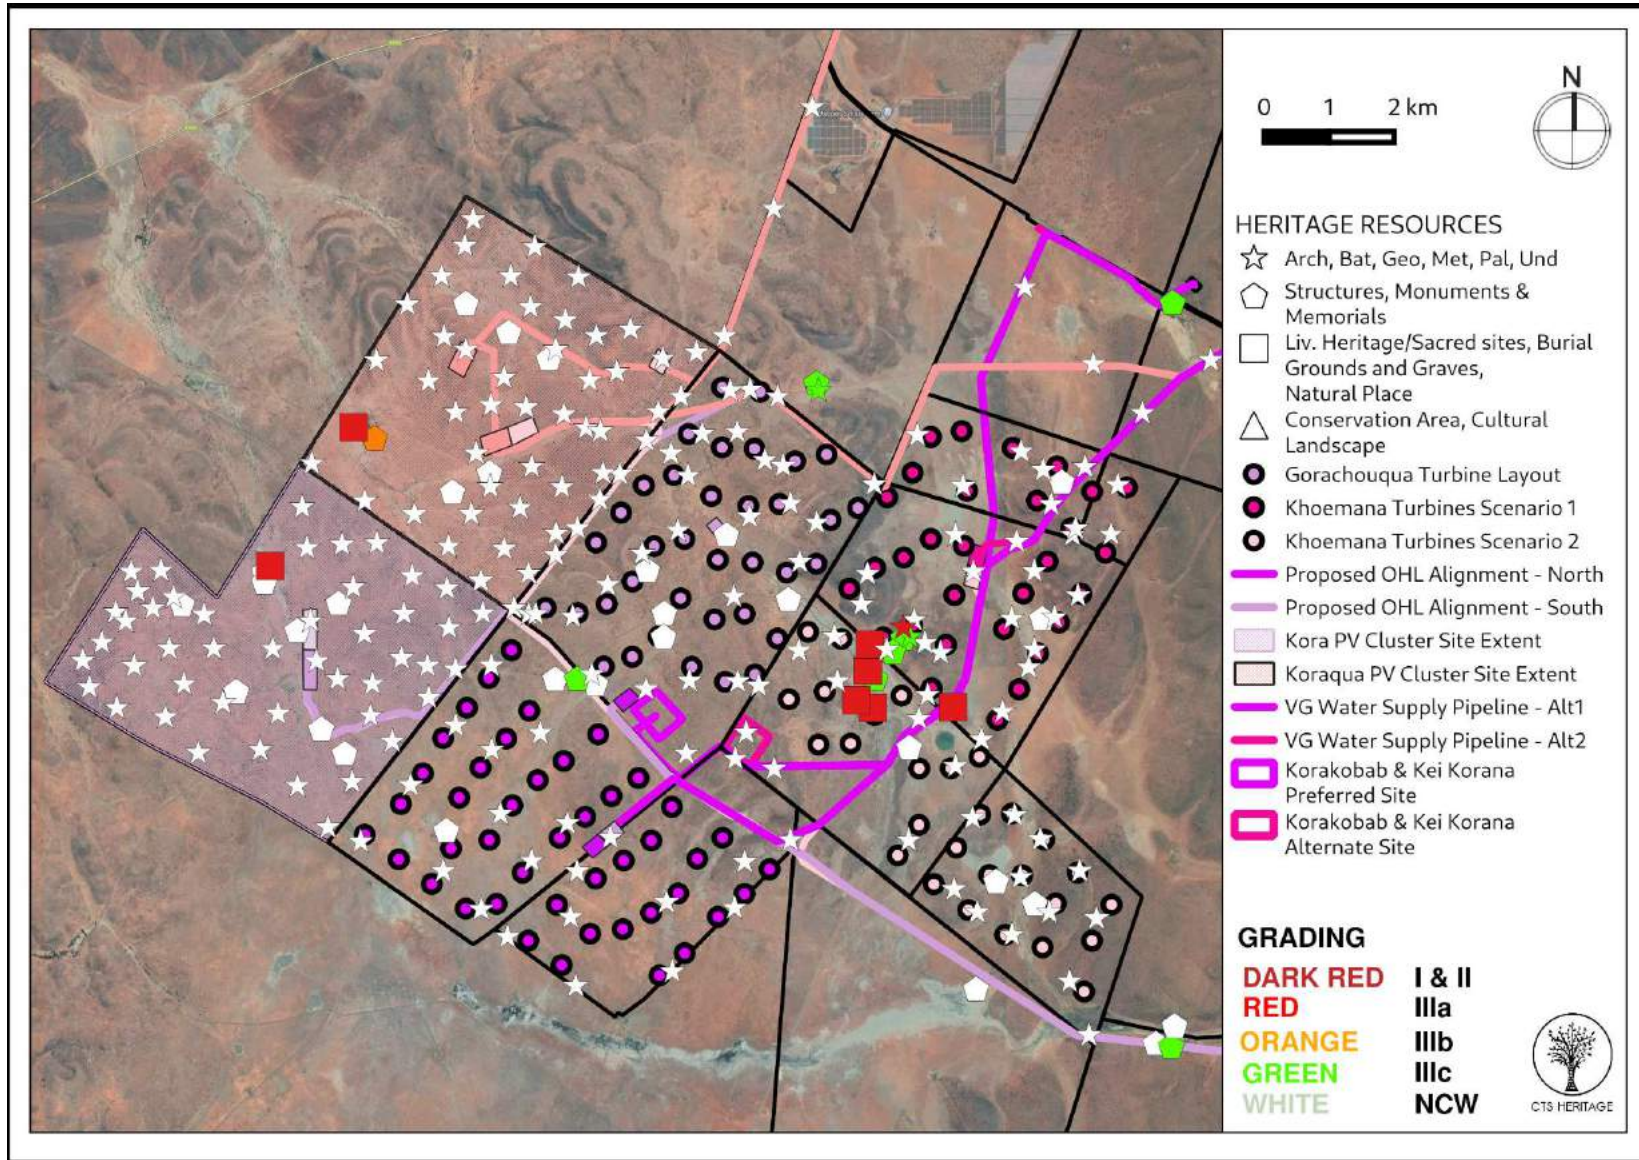 0 1 2 km
N
HERITAGE RESOURCES
Arch, Bat, Geo, Met, Pal, Und
Structures, Monuments &
Memorials
Liv. Heritage/Sacred sites, Burial
Grounds and Graves,
Natural Place
Conservation Area, Cultural
Landscape
Gorachouqua Turbine Layout
Khoemana Turbines Scenario 1
Khoemana Turbines Scenario 2
Proposed OHL Alignment - North
Proposed OHL Alignment - South
Kora PV Cluster Site Extent
Koraqua PV Cluster Site Extent
VG Water Supply Pipeline - Alt1
VG Water Supply Pipeline - Alt2
Korakobab & Kei Korana
Preferred Site
Korakobab & Kei Korana
Alternate Site
GRADING
DARK RED I & II
RED IIIa
ORANGE IIIb
GREEN IIIc
WHITE NCW
CTS HERITAGE